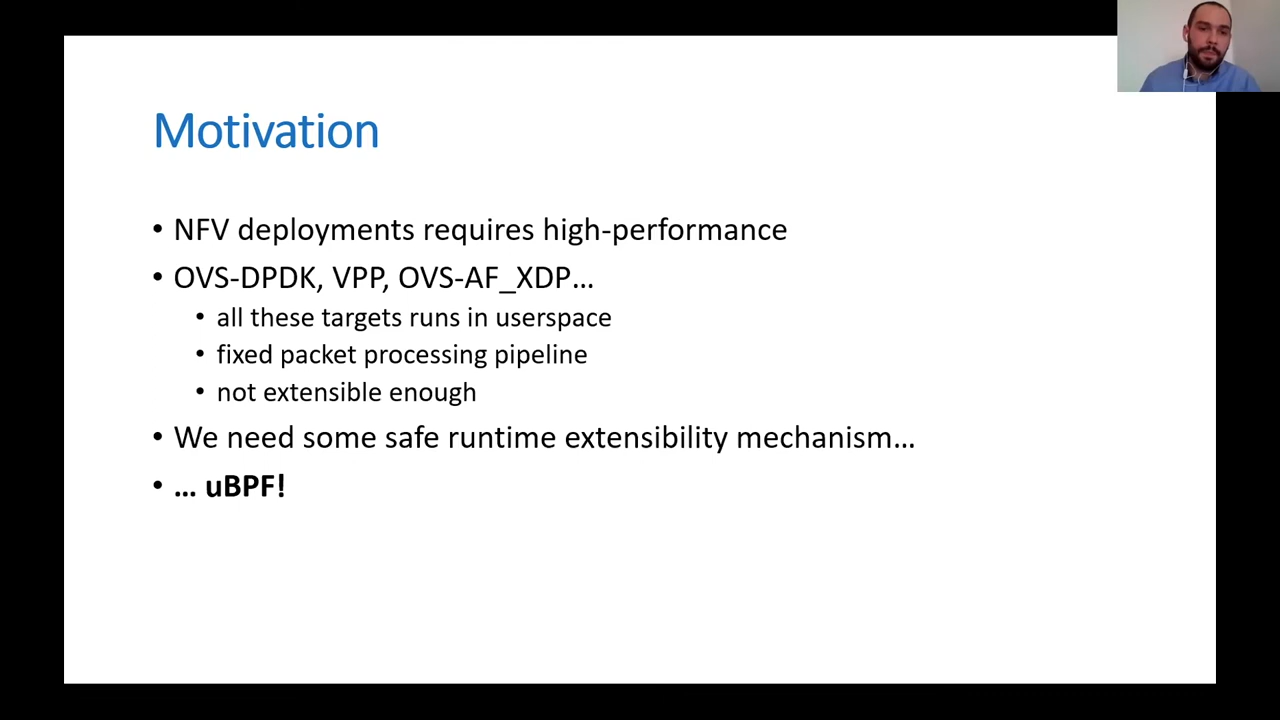 Motivation
• NFV deployments requires high-performance
• OVS-DPDK, VPP, OVS-AF_XDP...
• all these targets runs in userspace
• fixed packet processing pipeline
• not extensible enough
• We need some safe runtime extensibility mechanism...
• ... uBPF!